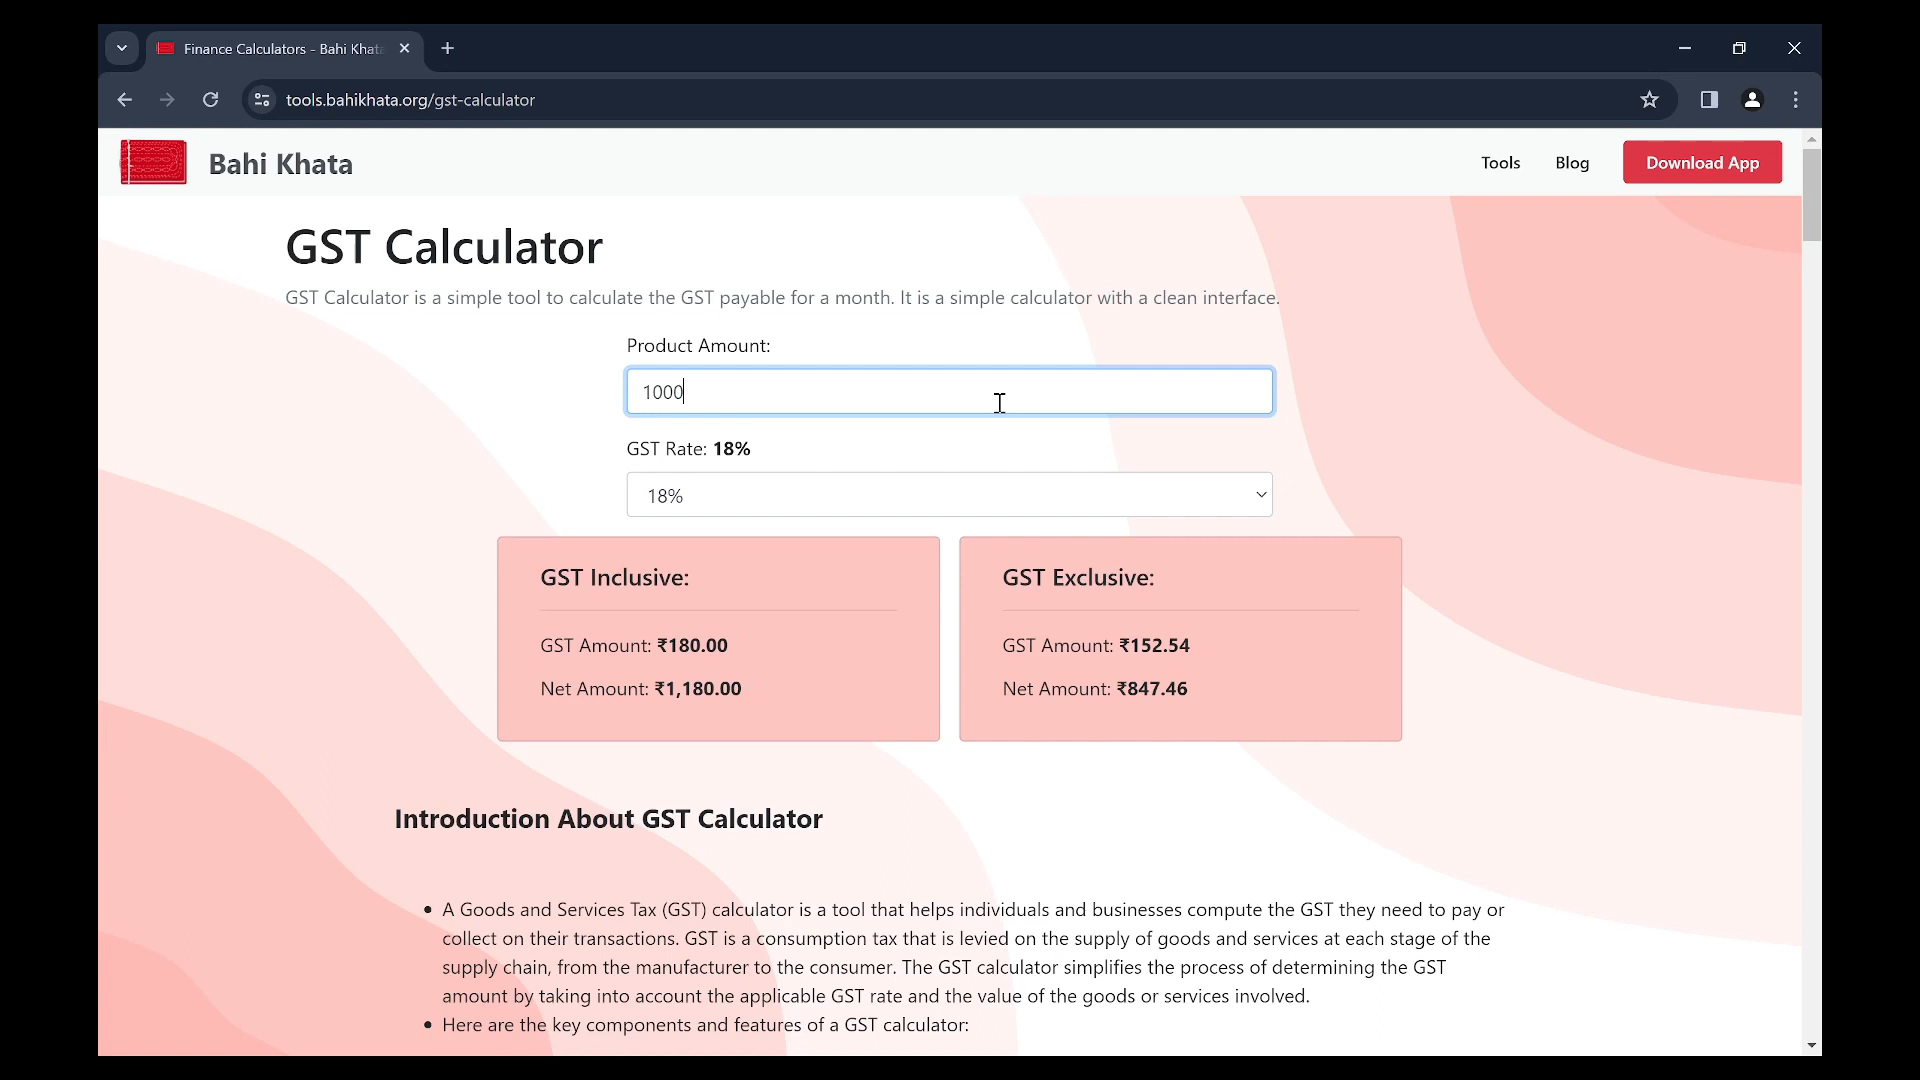 Finance Calculators - Bahi Khat
tools.bahikhata.org/gst-calculator
Bahi Khata
Tools
Blog
Download App
GST Calculator
GST Calculator is a simple tool to calculate the GST payable for a month. It is a simple calculator with a clean interface.
Product Amount:
1000
GST Rate: 18%
18%
GST Inclusive:
GST Amount: ₹180.00
Net Amount: ₹1,180.00
GST Exclusive:
GST Amount: ₹152.54
Net Amount: ₹847.46
Introduction About GST Calculator
• A Goods and Services Tax (GST) calculator is a tool that helps individuals and businesses compute the GST they need to pay or
collect on their transactions. GST is a consumption tax that is levied on the supply of goods and services at each stage of the
supply chain, from the manufacturer to the consumer. The GST calculator simplifies the process of determining the GST
amount by taking into account the applicable GST rate and the value of the goods or services involved.
• Here are the key components and features of a GST calculator: